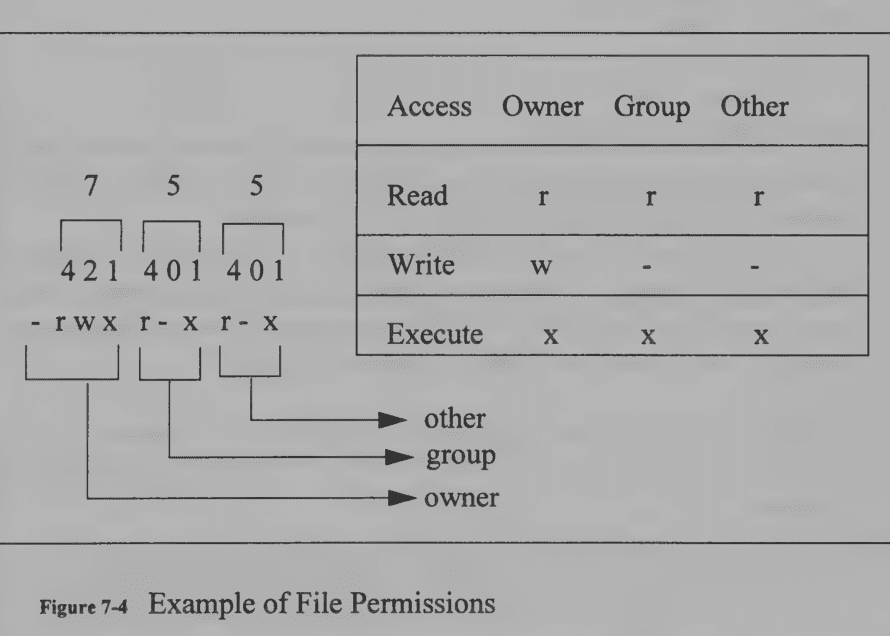 Access Owner Group Other
7 5 5
Read r r r
4 2 1 4 0 1 4 0 1
Write w - -
- r w x r - x r - x
Execute x x x
other
group
owner
Figure 7-4 Example of File Permissions